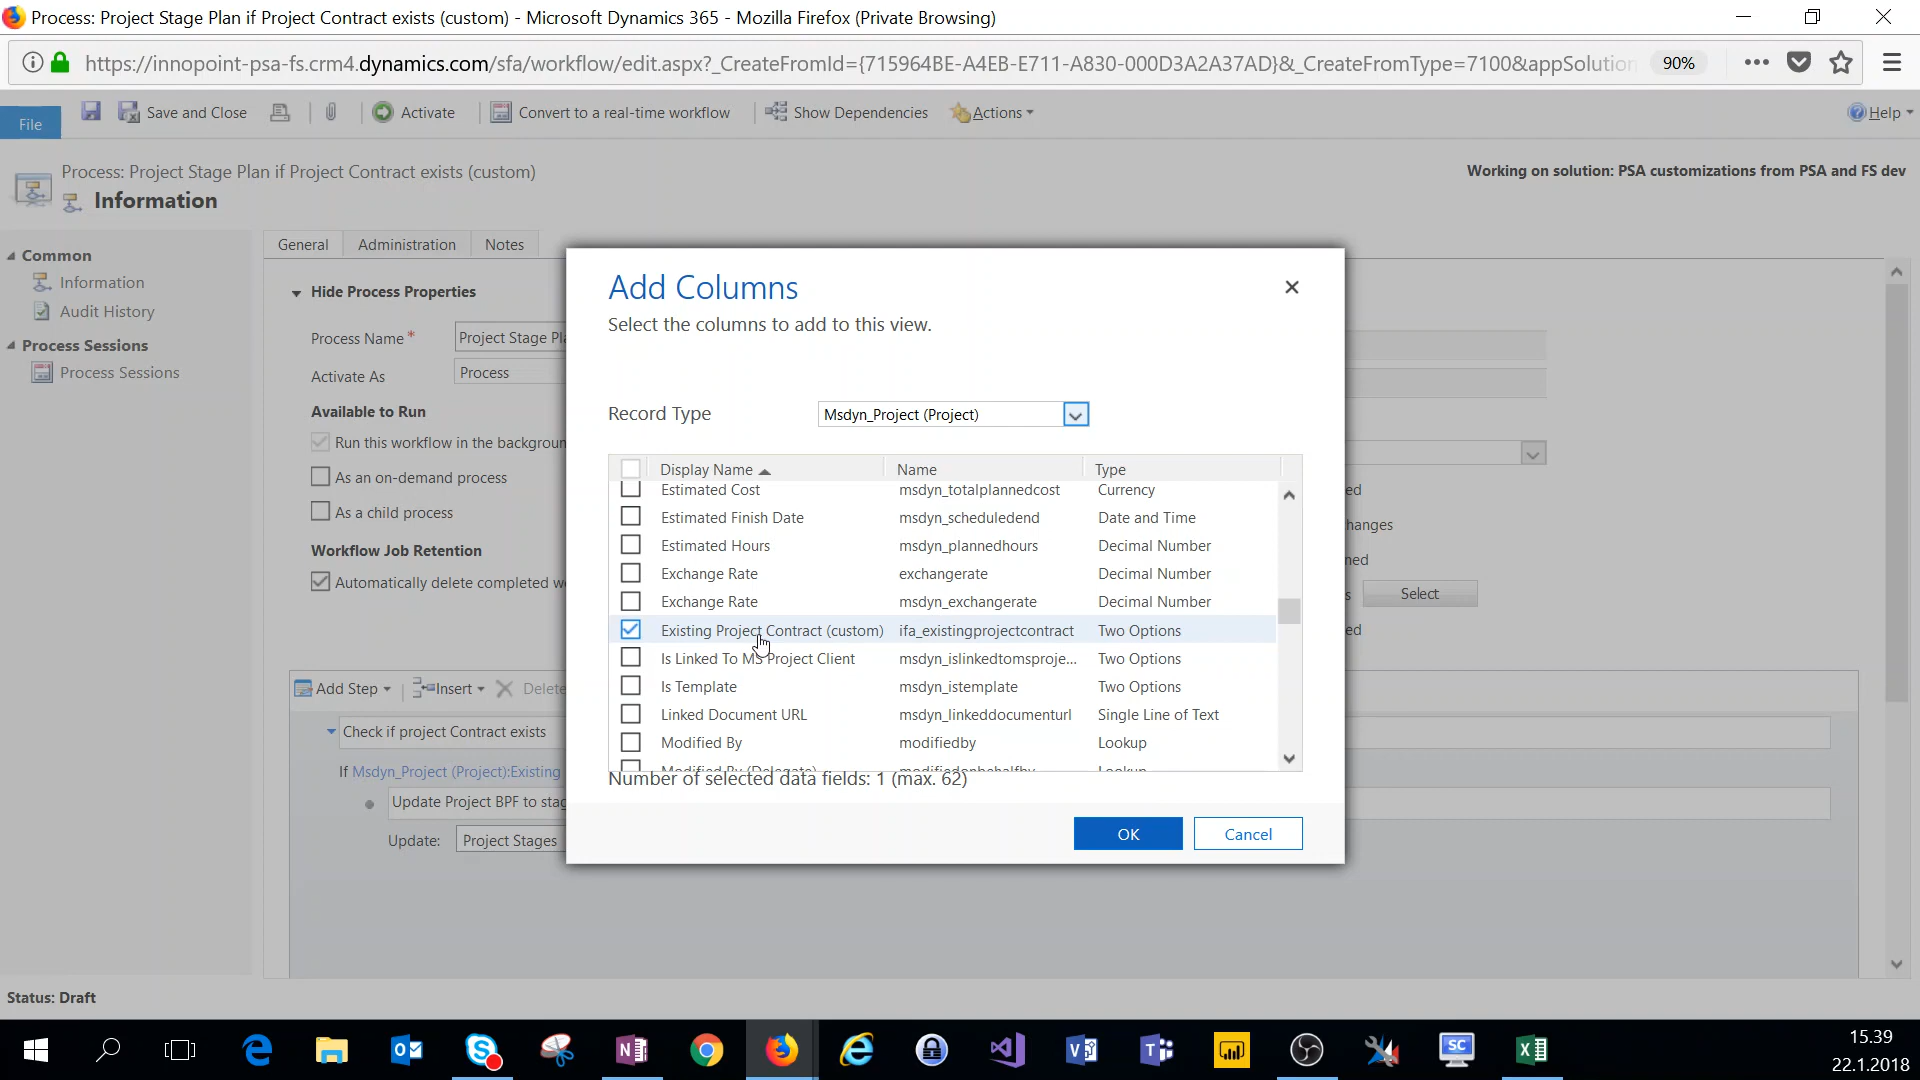 Process: Project Stage Plan if Project Contract exists (custom) - Microsoft Dynamics 365 - Mozilla Firefox (Private Browsing)
https://innopoint-psa-fs.crm4.dynamics.com/sfa/workflow/edit.aspx?_CreateFromId={715964BE-A4EB-E711-A830-000D3A2A37AD}&_CreateFromType=7100&appSolution 90%
File Save and Close Activate Convert to a real-time workflow Show Dependencies Actions Help
Process: Project Stage Plan if Project Contract exists (custom)
Information
Working on solution: PSA customizations from PSA and FS dev
Common
Information
Audit History
Process Sessions
Process Sessions
General Administration Notes
Hide Process Properties
Process Name * Project Stage Pla
Activate As Process
Available to Run
Run this workflow in the backgroun
As an on-demand process
As a child process
Workflow Job Retention
Automatically delete completed w
ed
hanges
ned
s Select
ed
Add Step Insert Delete
Check if project Contract exists
If Msdyn_Project (Project):Existing
Update Project BPF to stag
Update: Project Stages
Add Columns
Select the columns to add to this view.
Record Type Msdyn_Project (Project)
Display Name Name Type
Estimated Cost msdyn_totalplannedcost Currency
Estimated Finish Date msdyn_scheduledend Date and Time
Estimated Hours msdyn_plannedhours Decimal Number
Exchange Rate exchangerate Decimal Number
Exchange Rate msdyn_exchangerate Decimal Number
Existing Project Contract (custom) ifa_existingprojectcontract Two Options
Is Linked To MS Project Client msdyn_islinkedtomsproje... Two Options
Is Template msdyn_istemplate Two Options
Linked Document URL msdyn_linkeddocumenturl Single Line of Text
Modified By modifiedby Lookup
Modified By (Delegate) modifiedonbehalfby Lookup
Number of selected data fields: 1 (max. 62)
OK Cancel
Status: Draft
15.39
22.1.2018